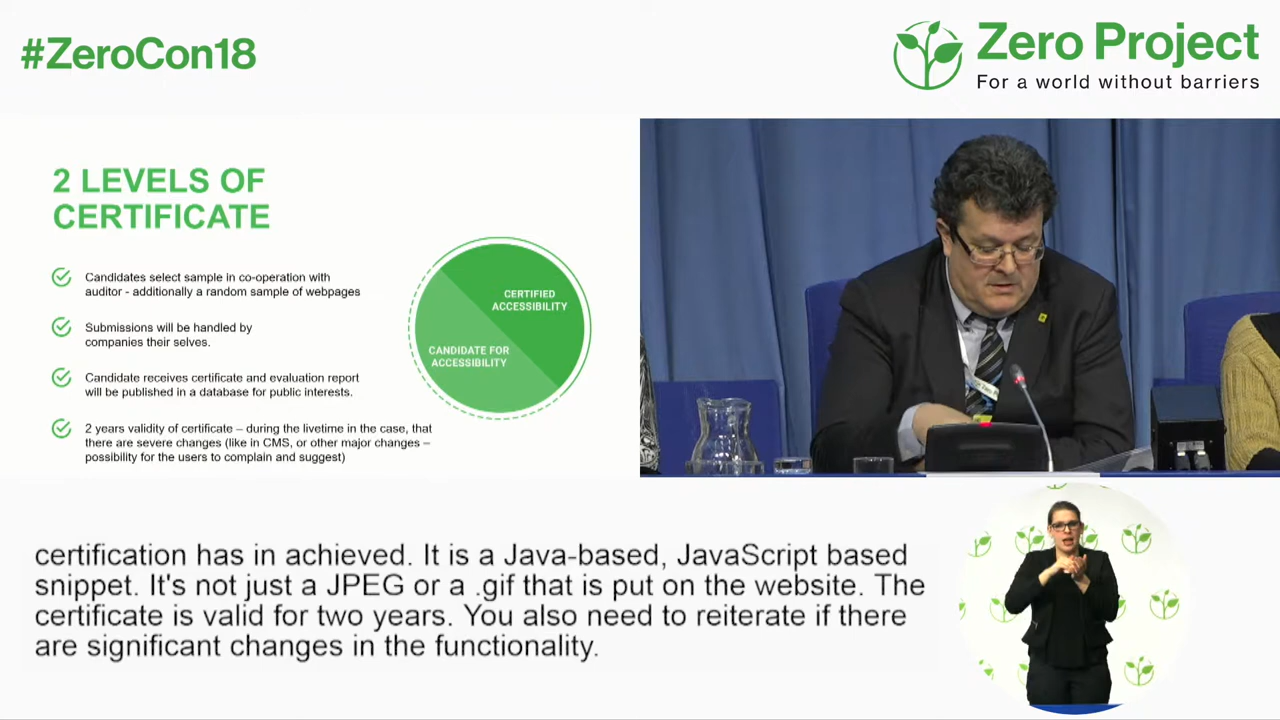 #ZeroCon18
Zero Project
For a world without barriers
2 LEVELS OF
CERTIFICATE
Candidates select sample in co-operation with
auditor - additionally a random sample of webpages
Submissions will be handled by
companies their selves.
Candidate receives certificate and evaluation report
will be published in a database for public interests.
2 years validity of certificate – during the livetime in the case, that
there are severe changes (like in CMS, or other major changes –
possibility for the users to complain and suggest)
CERTIFIED
ACCESSIBILITY
CANDIDATE FOR
ACCESSIBILITY
certification has in achieved. It is a Java-based, JavaScript based
snippet. It's not just a JPEG or a .gif that is put on the website. The
certificate is valid for two years. You also need to reiterate if there
are significant changes in the functionality.